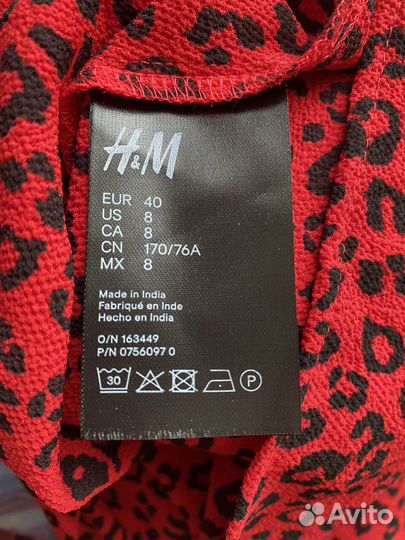 H&M
EUR 40
US 8
CA 8
CN 170/76A
MX 8
Made in India
Fabriqué en Inde
Hecho en India
O/N 163449
P/N 0756097 0
30
P
Avito